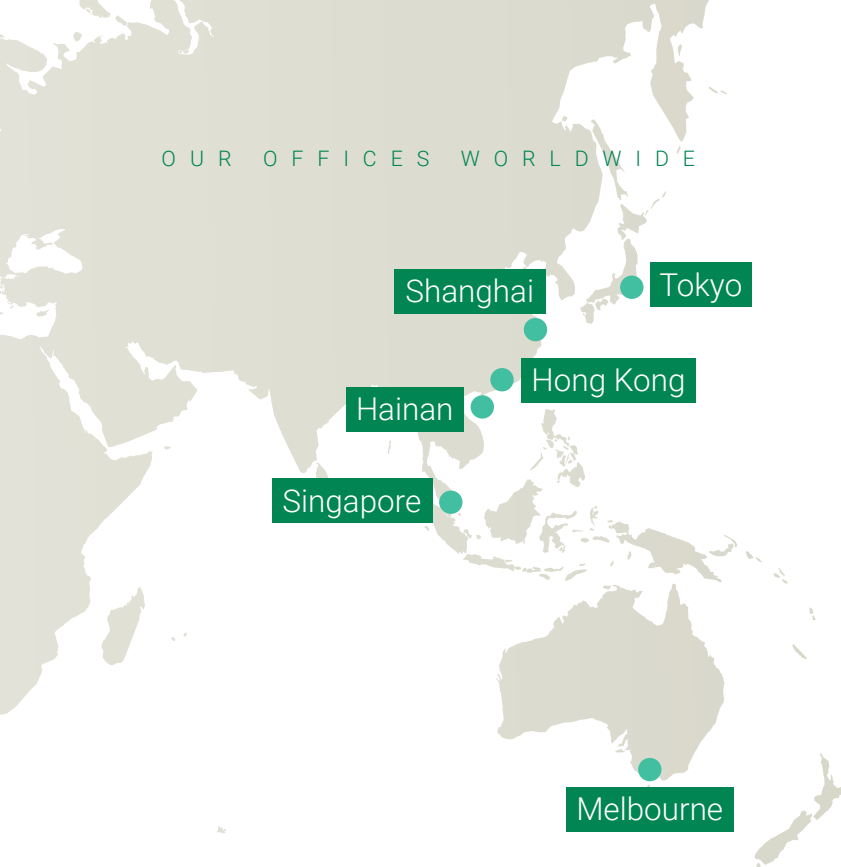 OUR OFFICES WORLDWIDE
Tokyo
Shanghai
Hong Kong
Hainan
Singapore
Melbourne